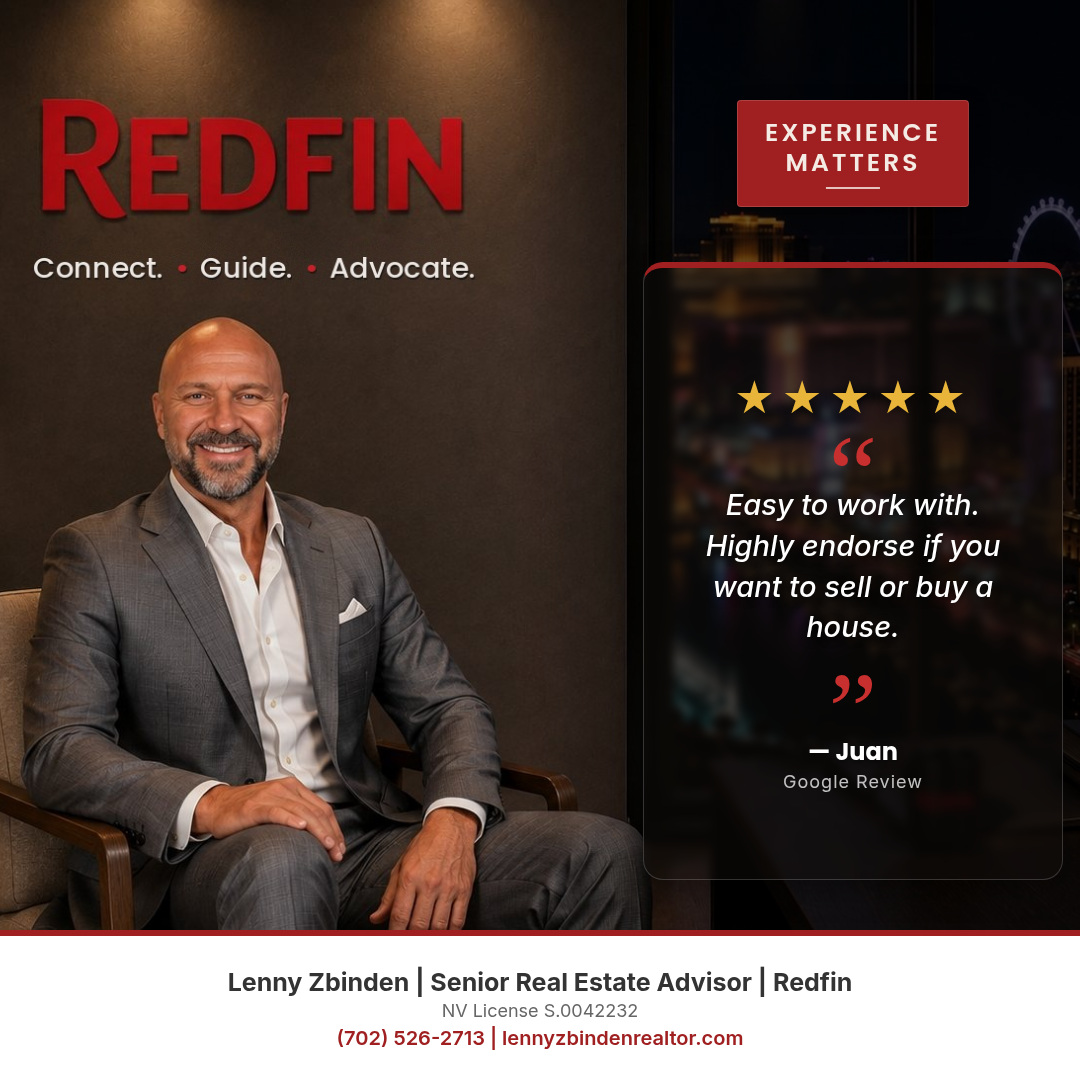 REDFIN
Connect. • Guide. • Advocate.
EXPERIENCE
MATTERS
“
Easy to work with.
Highly endorse if you
want to sell or buy a
house.
”
— Juan
Google Review
Lenny Zbinden | Senior Real Estate Advisor | Redfin
NV License S.0042232
(702) 526-2713 | lennyzbindenrealtor.com